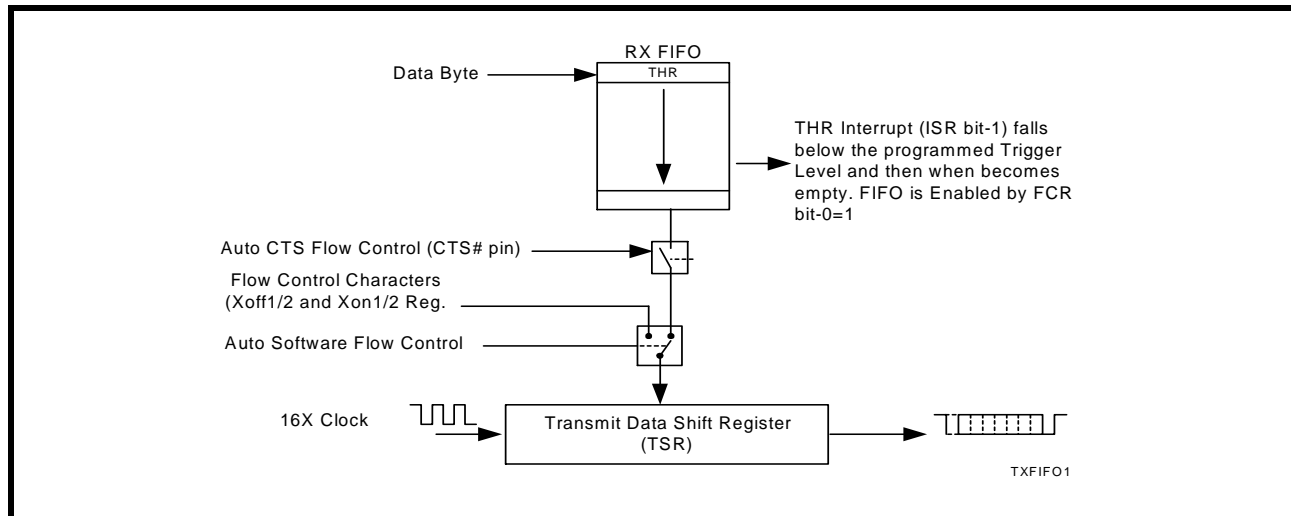 RX FIFO
THR
Data Byte
THR Interrupt (ISR bit-1) falls
below the programmed Trigger
Level and then when becomes
empty. FIFO is Enabled by FCR
bit-0=1
Auto CTS Flow Control (CTS# pin)
Flow Control Characters
(Xoff1/2 and Xon1/2 Reg.
Auto Software Flow Control
16X Clock
Transmit Data Shift Register
(TSR)
TXFIFO1